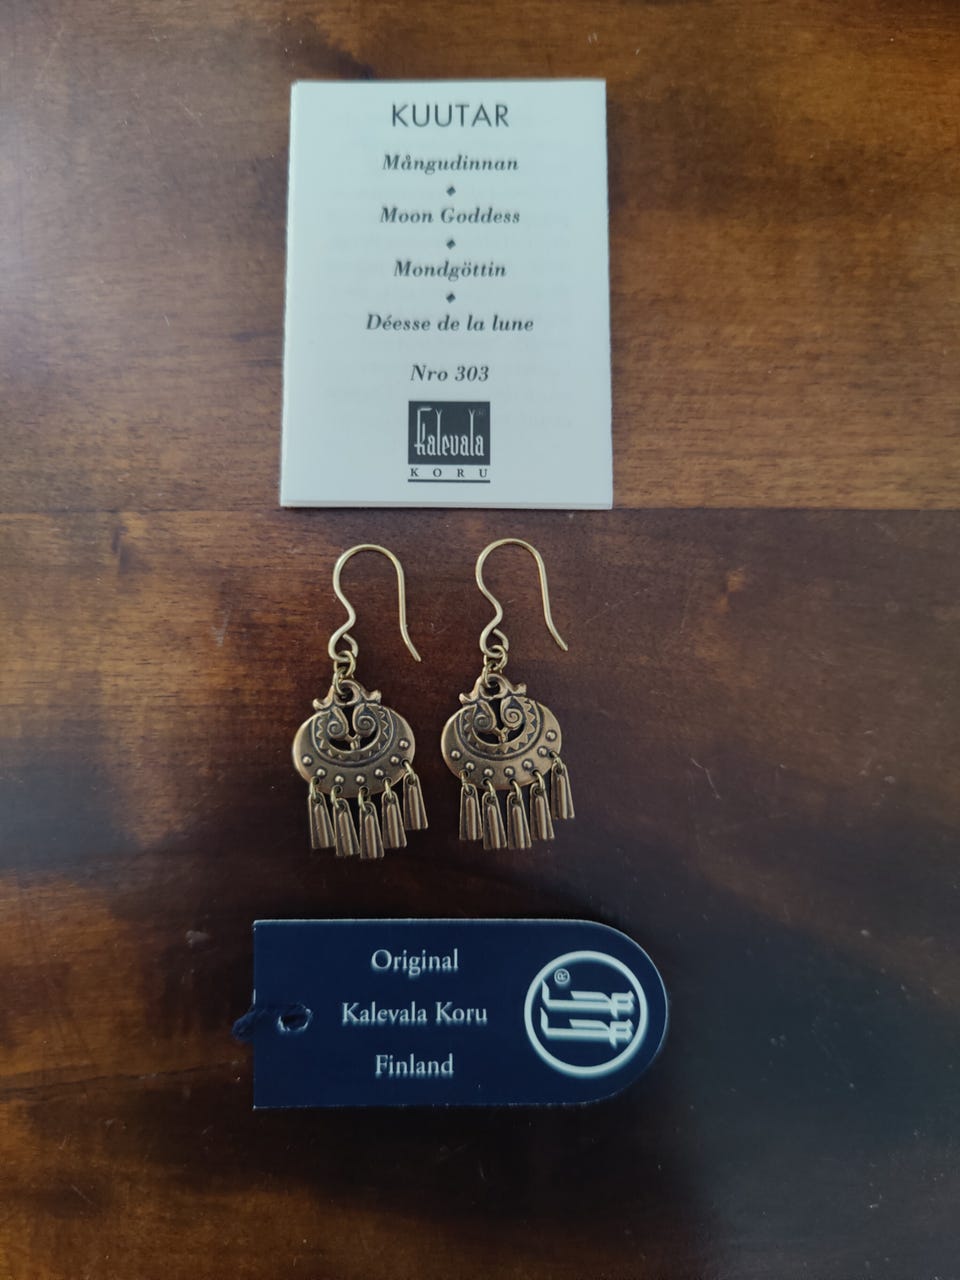 KUUTAR
Mångudinnan
Moon Goddess
Mondgöttin
Déesse de la lune
Nro 303
Kalevala®
KORU
Original
Kalevala Koru
Finland
®